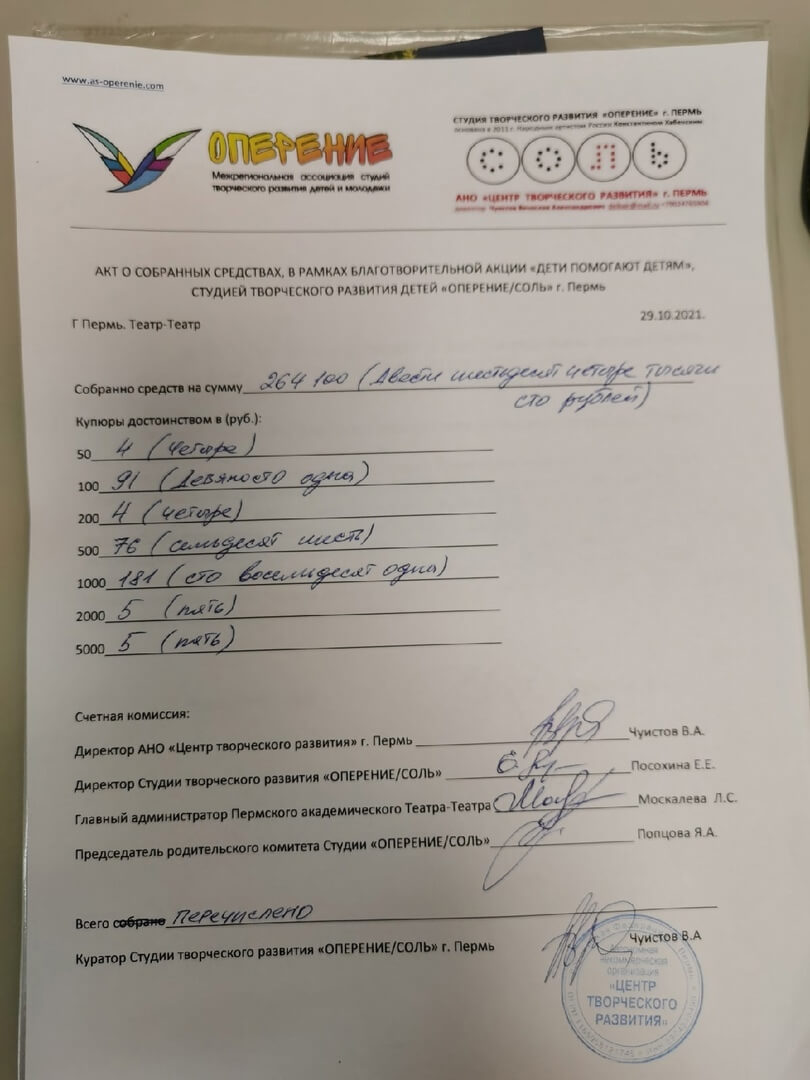 www.as-operenie.com
ОПЕРЕНИЕ
Межрегиональная ассоциация студий
творческого развития детей и молодежи
СТУДИЯ ТВОРЧЕСКОГО РАЗВИТИЯ «ОПЕРЕНИЕ» г. ПЕРМЬ
основана в 2011 г. Народным артистом России Константином Хабенским
СОЛЬ
АНО «ЦЕНТР ТВОРЧЕСКОГО РАЗВИТИЯ» г. ПЕРМЬ
директор Чуистов Вячеслав Александрович
АКТ О СОБРАННЫХ СРЕДСТВАХ, В РАМКАХ БЛАГОТВОРИТЕЛЬНОЙ АКЦИИ «ДЕТИ ПОМОГАЮТ ДЕТЯМ»,
СТУДИЕЙ ТВОРЧЕСКОГО РАЗВИТИЯ ДЕТЕЙ «ОПЕРЕНИЕ/СОЛЬ» г. Пермь
Г Пермь. Театр-Театр 29.10.2021.
Собранно средств на сумму 264 100 (Двести шестьдесят четыре тысячи
сто рублей)
Купюры достоинством в (руб.):
50 4 (четыре)
100 91 (Девяносто одна)
200 4 (четыре)
500 76 (семьдесят шесть)
1000 181 (сто восемьдесят одна)
2000 5 (пять)
5000 5 (пять)
Счетная комиссия:
Директор АНО «Центр творческого развития» г. Пермь Чуистов В.А.
Директор Студии творческого развития «ОПЕРЕНИЕ/СОЛЬ» Посохина Е.Е.
Главный администратор Пермского академического Театра-Театра Москалева Л.С.
Председатель родительского комитета Студии «ОПЕРЕНИЕ/СОЛЬ» Попцова Я.А.
Всего собрано перечислено
Куратор Студии творческого развития «ОПЕРЕНИЕ/СОЛЬ» г. Пермь Чуистов В.А
Автономная
некоммерческая
организация
«ЦЕНТР
ТВОРЧЕСКОГО
РАЗВИТИЯ»